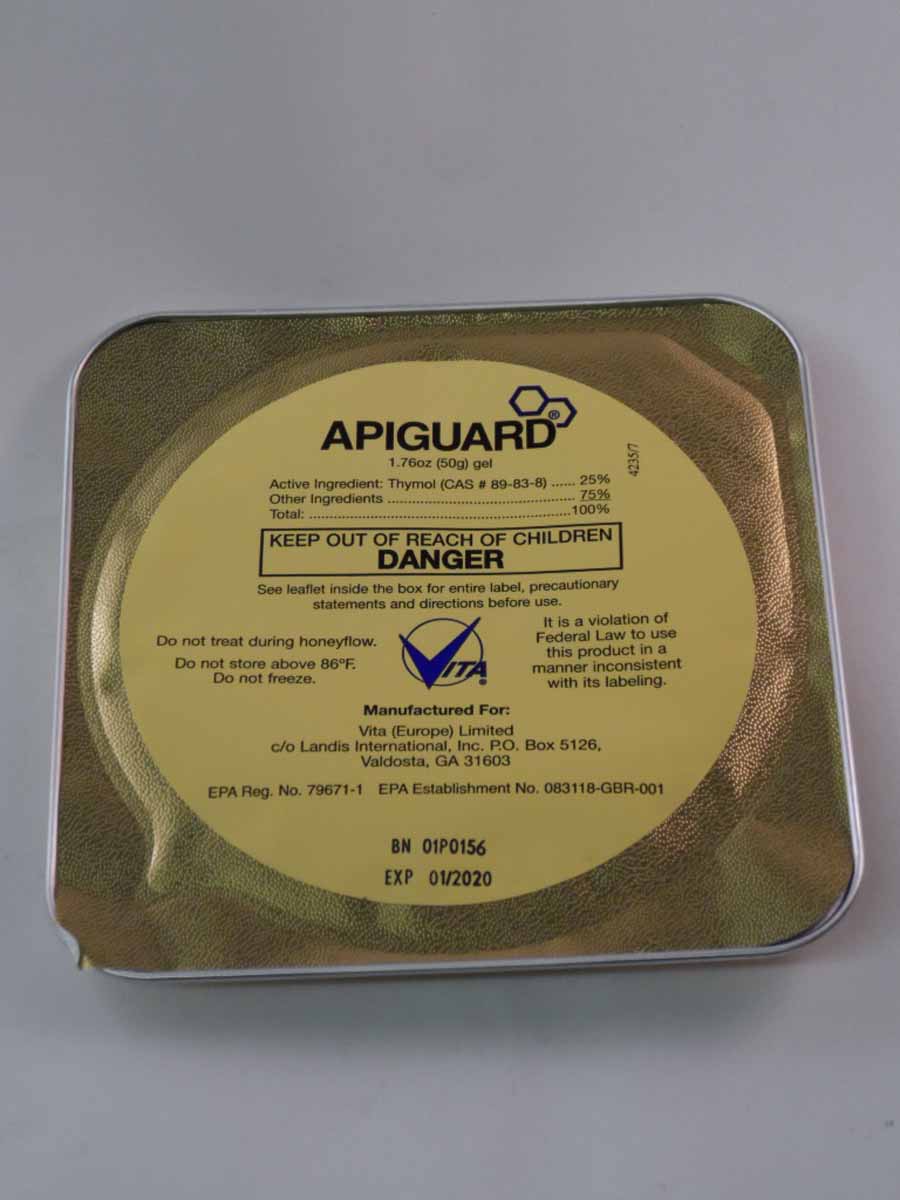 APIGUARD®
1.76oz (50g) gel
4235/7
Active Ingredient: Thymol (CAS # 89-83-8) ...... 25%
Other Ingredients ............................................ 75%
Total: .............................................................100%
KEEP OUT OF REACH OF CHILDREN
DANGER
See leaflet inside the box for entire label, precautionary
statements and directions before use.
Do not treat during honeyflow.
Do not store above 86°F.
Do not freeze.
VITA®
It is a violation of
Federal Law to use
this product in a
manner inconsistent
with its labeling.
Manufactured For:
Vita (Europe) Limited
c/o Landis International, Inc. P.O. Box 5126,
Valdosta, GA 31603
EPA Reg. No. 79671-1 EPA Establishment No. 083118-GBR-001
BN 01P0156
EXP 01/2020